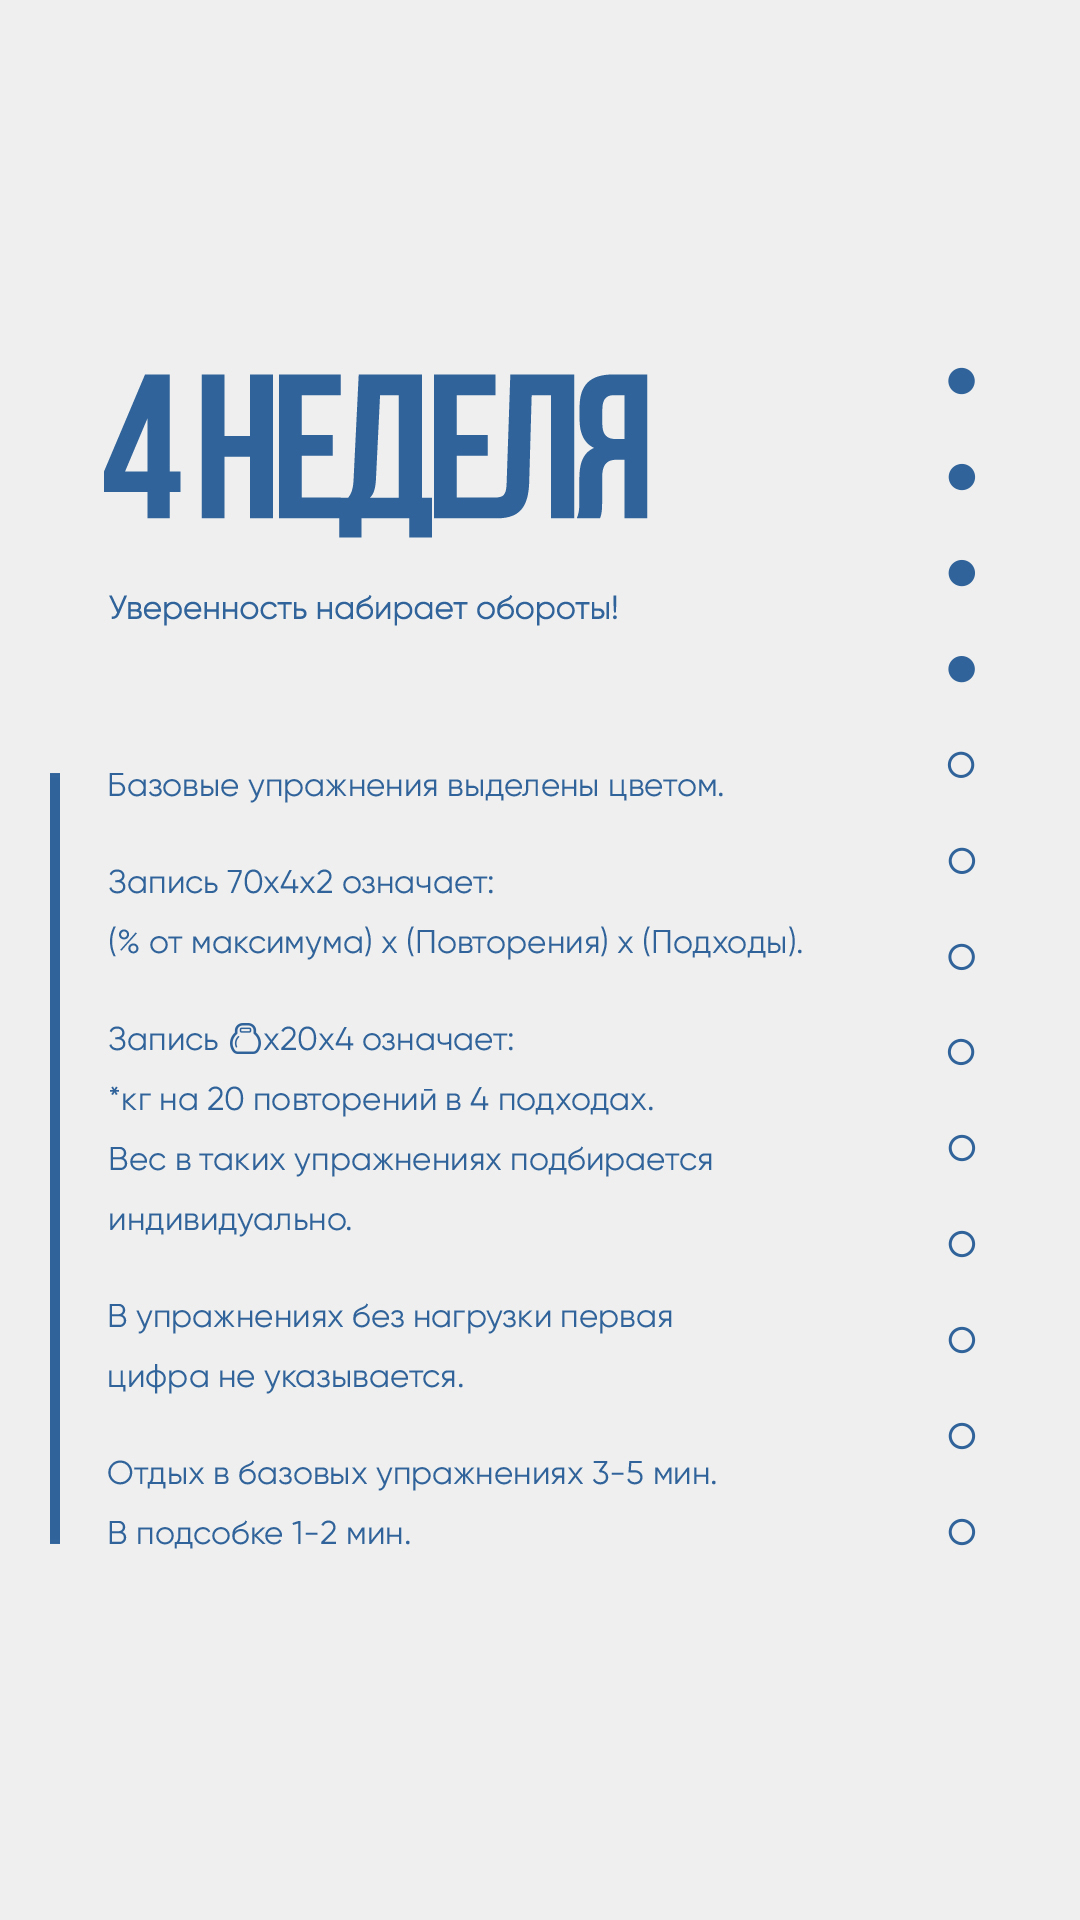 4 НЕДЕЛЯ
Уверенность набирает обороты!
Базовые упражнения выделены цветом.
Запись 70х4х2 означает:
(% от максимума) х (Повторения) х (Подходы).
Запись х20х4 означает:
*кг на 20 повторений в 4 подходах.
Вес в таких упражнениях подбирается
индивидуально.
В упражнениях без нагрузки первая
цифра не указывается.
Отдых в базовых упражнениях 3-5 мин.
В подсобке 1-2 мин.